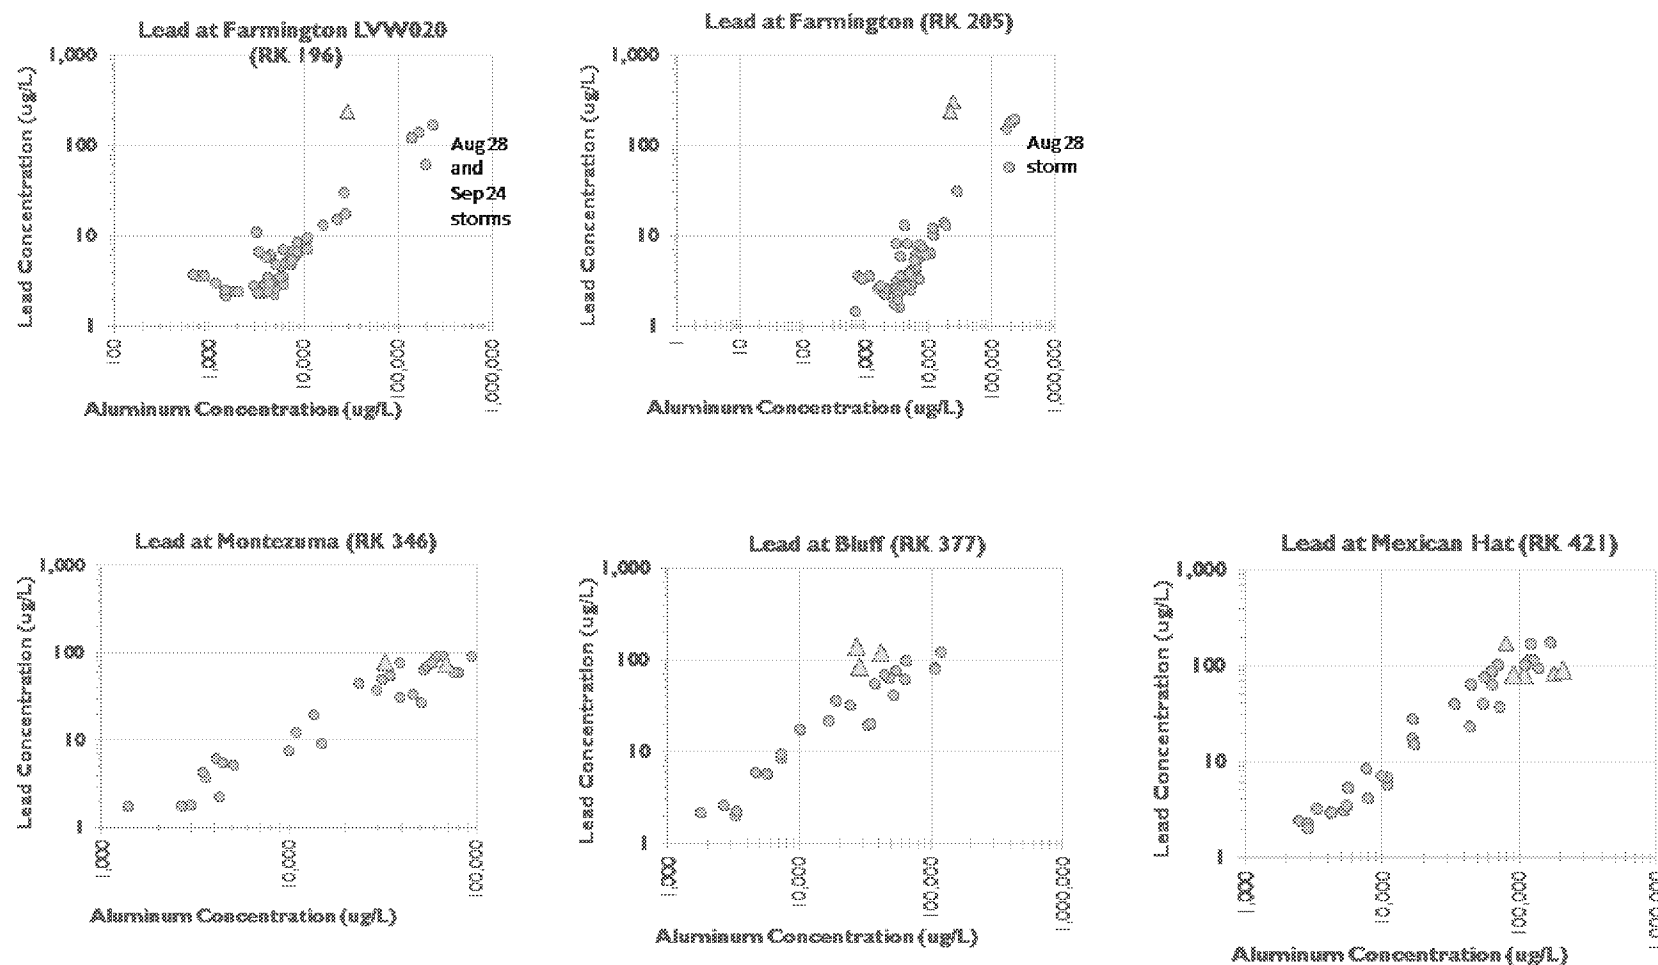 Lead at Farmington LVW020
(RK 196)
Lead Concentration (ug/L)
1,000
100
10
1
100
1,000
10,000
100,000
1,000,000
Aluminum Concentration (ug/L)
Aug 28
and
Sep 24
storms
Lead at Farmington (RK 205)
Lead Concentration (ug/L)
1,000
100
10
1
1
10
100
1,000
10,000
100,000
1,000,000
Aluminum Concentration (ug/L)
Aug 28
storm
Lead at Montezuma (RK 346)
Lead Concentration (ug/L)
1,000
100
10
1
1,000
10,000
100,000
Aluminum Concentration (ug/L)
Lead at Bluff (RK 377)
Lead Concentration (ug/L)
1,000
100
10
1
1,000
10,000
100,000
1,000,000
Aluminum Concentration (ug/L)
Lead at Mexican Hat (RK 421)
Lead Concentration (ug/L)
1,000
100
10
1
1,000
10,000
100,000
1,000,000
Aluminum Concentration (ug/L)